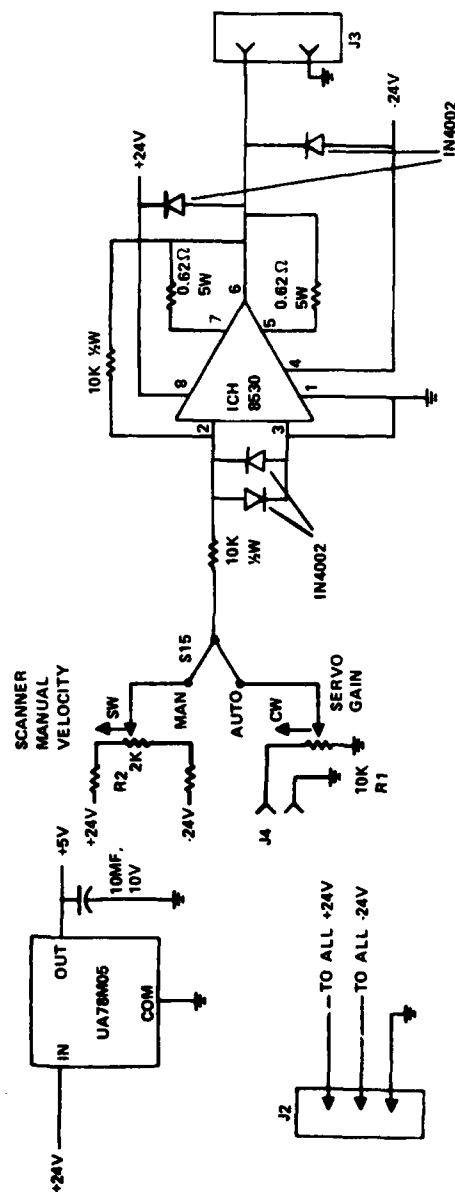 +24V
IN
OUT
UA78M05
COM
+5V
10MF,
10V
J2
TO ALL +24V
TO ALL -24V
SCANNER
MANUAL
VELOCITY
+24V
SW
R2
2K
-24V
MAN
S15
AUTO
J4
CW
SERVO
GAIN
10K
R1
10K
½W
IN4002
10K ½W
2
3
8
ICH
8530
7
1
4
5
6
0.62Ω
5W
0.62Ω
5W
+24V
-24V
IN4002
J3